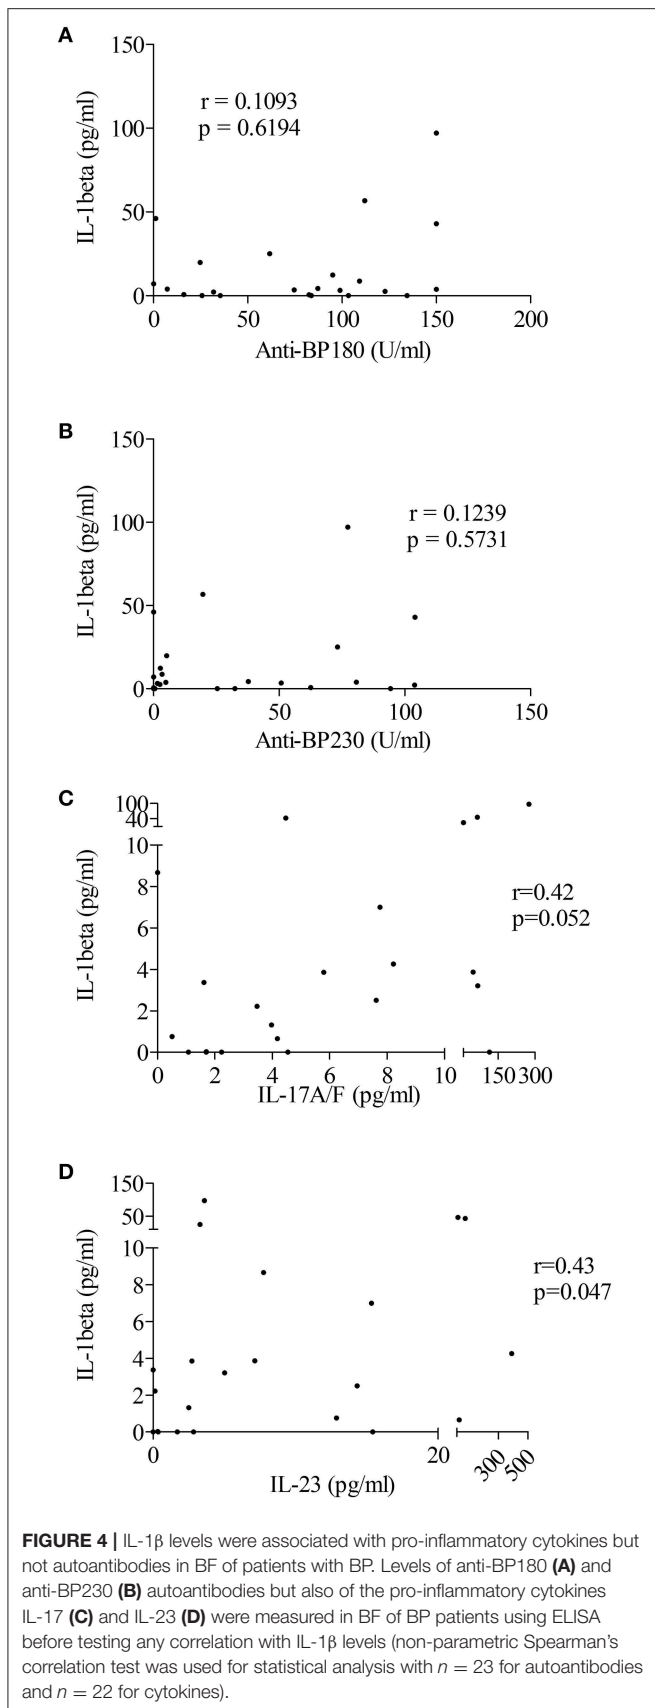 A
150
100
50
0
IL-1beta (pg/ml)
r = 0.1093
p = 0.6194
0 50 100 150 200
Anti-BP180 (U/ml)
B
150
100
50
0
IL-1beta (pg/ml)
r = 0.1239
p = 0.5731
0 50 100 150
Anti-BP230 (U/ml)
C
100
40
10
8
6
4
2
0
IL-1beta (pg/ml)
r=0.42
p=0.052
0 2 4 6 8 10 150 300
IL-17A/F (pg/ml)
D
150
50
10
8
6
4
2
0
IL-1beta (pg/ml)
r=0.43
p=0.047
0 20 300 500
IL-23 (pg/ml)
FIGURE 4 | IL-1β levels were associated with pro-inflammatory cytokines but
not autoantibodies in BF of patients with BP. Levels of anti-BP180 (A) and
anti-BP230 (B) autoantibodies but also of the pro-inflammatory cytokines
IL-17 (C) and IL-23 (D) were measured in BF of BP patients using ELISA
before testing any correlation with IL-1β levels (non-parametric Spearman's
correlation test was used for statistical analysis with n = 23 for autoantibodies
and n = 22 for cytokines).